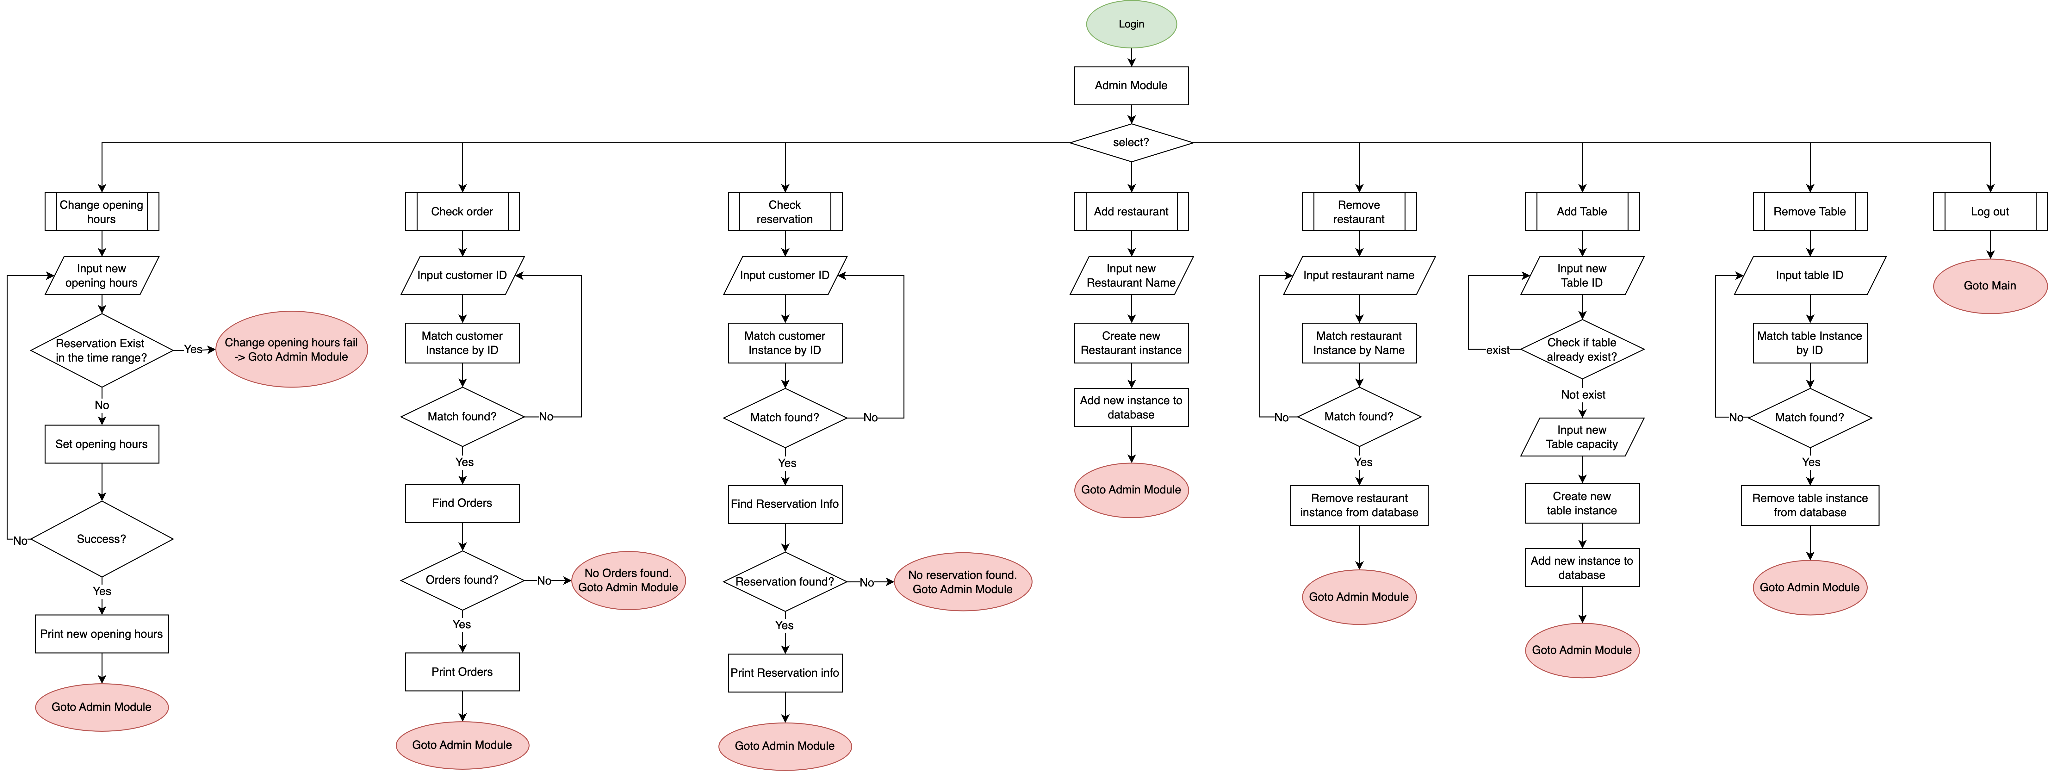 Login
Admin Module
select?
Change opening
hours
Input new
opening hours
Reservation Exist
in the time range?
Yes
Change opening hours fail
-> Goto Admin Module
No
Set opening hours
Success?
No
Yes
Print new opening hours
Goto Admin Module
Check order
Input customer ID
Match customer
Instance by ID
Match found?
No
Yes
Find Orders
Orders found?
No
No Orders found.
Goto Admin Module
Yes
Print Orders
Goto Admin Module
Check
reservation
Input customer ID
Match customer
Instance by ID
Match found?
No
Yes
Find Reservation Info
Reservation found?
No
No reservation found.
Goto Admin Module
Yes
Print Reservation info
Goto Admin Module
Add restaurant
Input new
Restaurant Name
Create new
Restaurant instance
Add new instance to
database
Goto Admin Module
Remove
restaurant
Input restaurant name
Match restaurant
Instance by Name
Match found?
No
Yes
Remove restaurant
instance from database
Goto Admin Module
Add Table
Input new
Table ID
Check if table
already exist?
exist
Not exist
Input new
Table capacity
Create new
table instance
Add new instance to
database
Goto Admin Module
Remove Table
Input table ID
Match table Instance
by ID
Match found?
No
Yes
Remove table instance
from database
Goto Admin Module
Log out
Goto Main